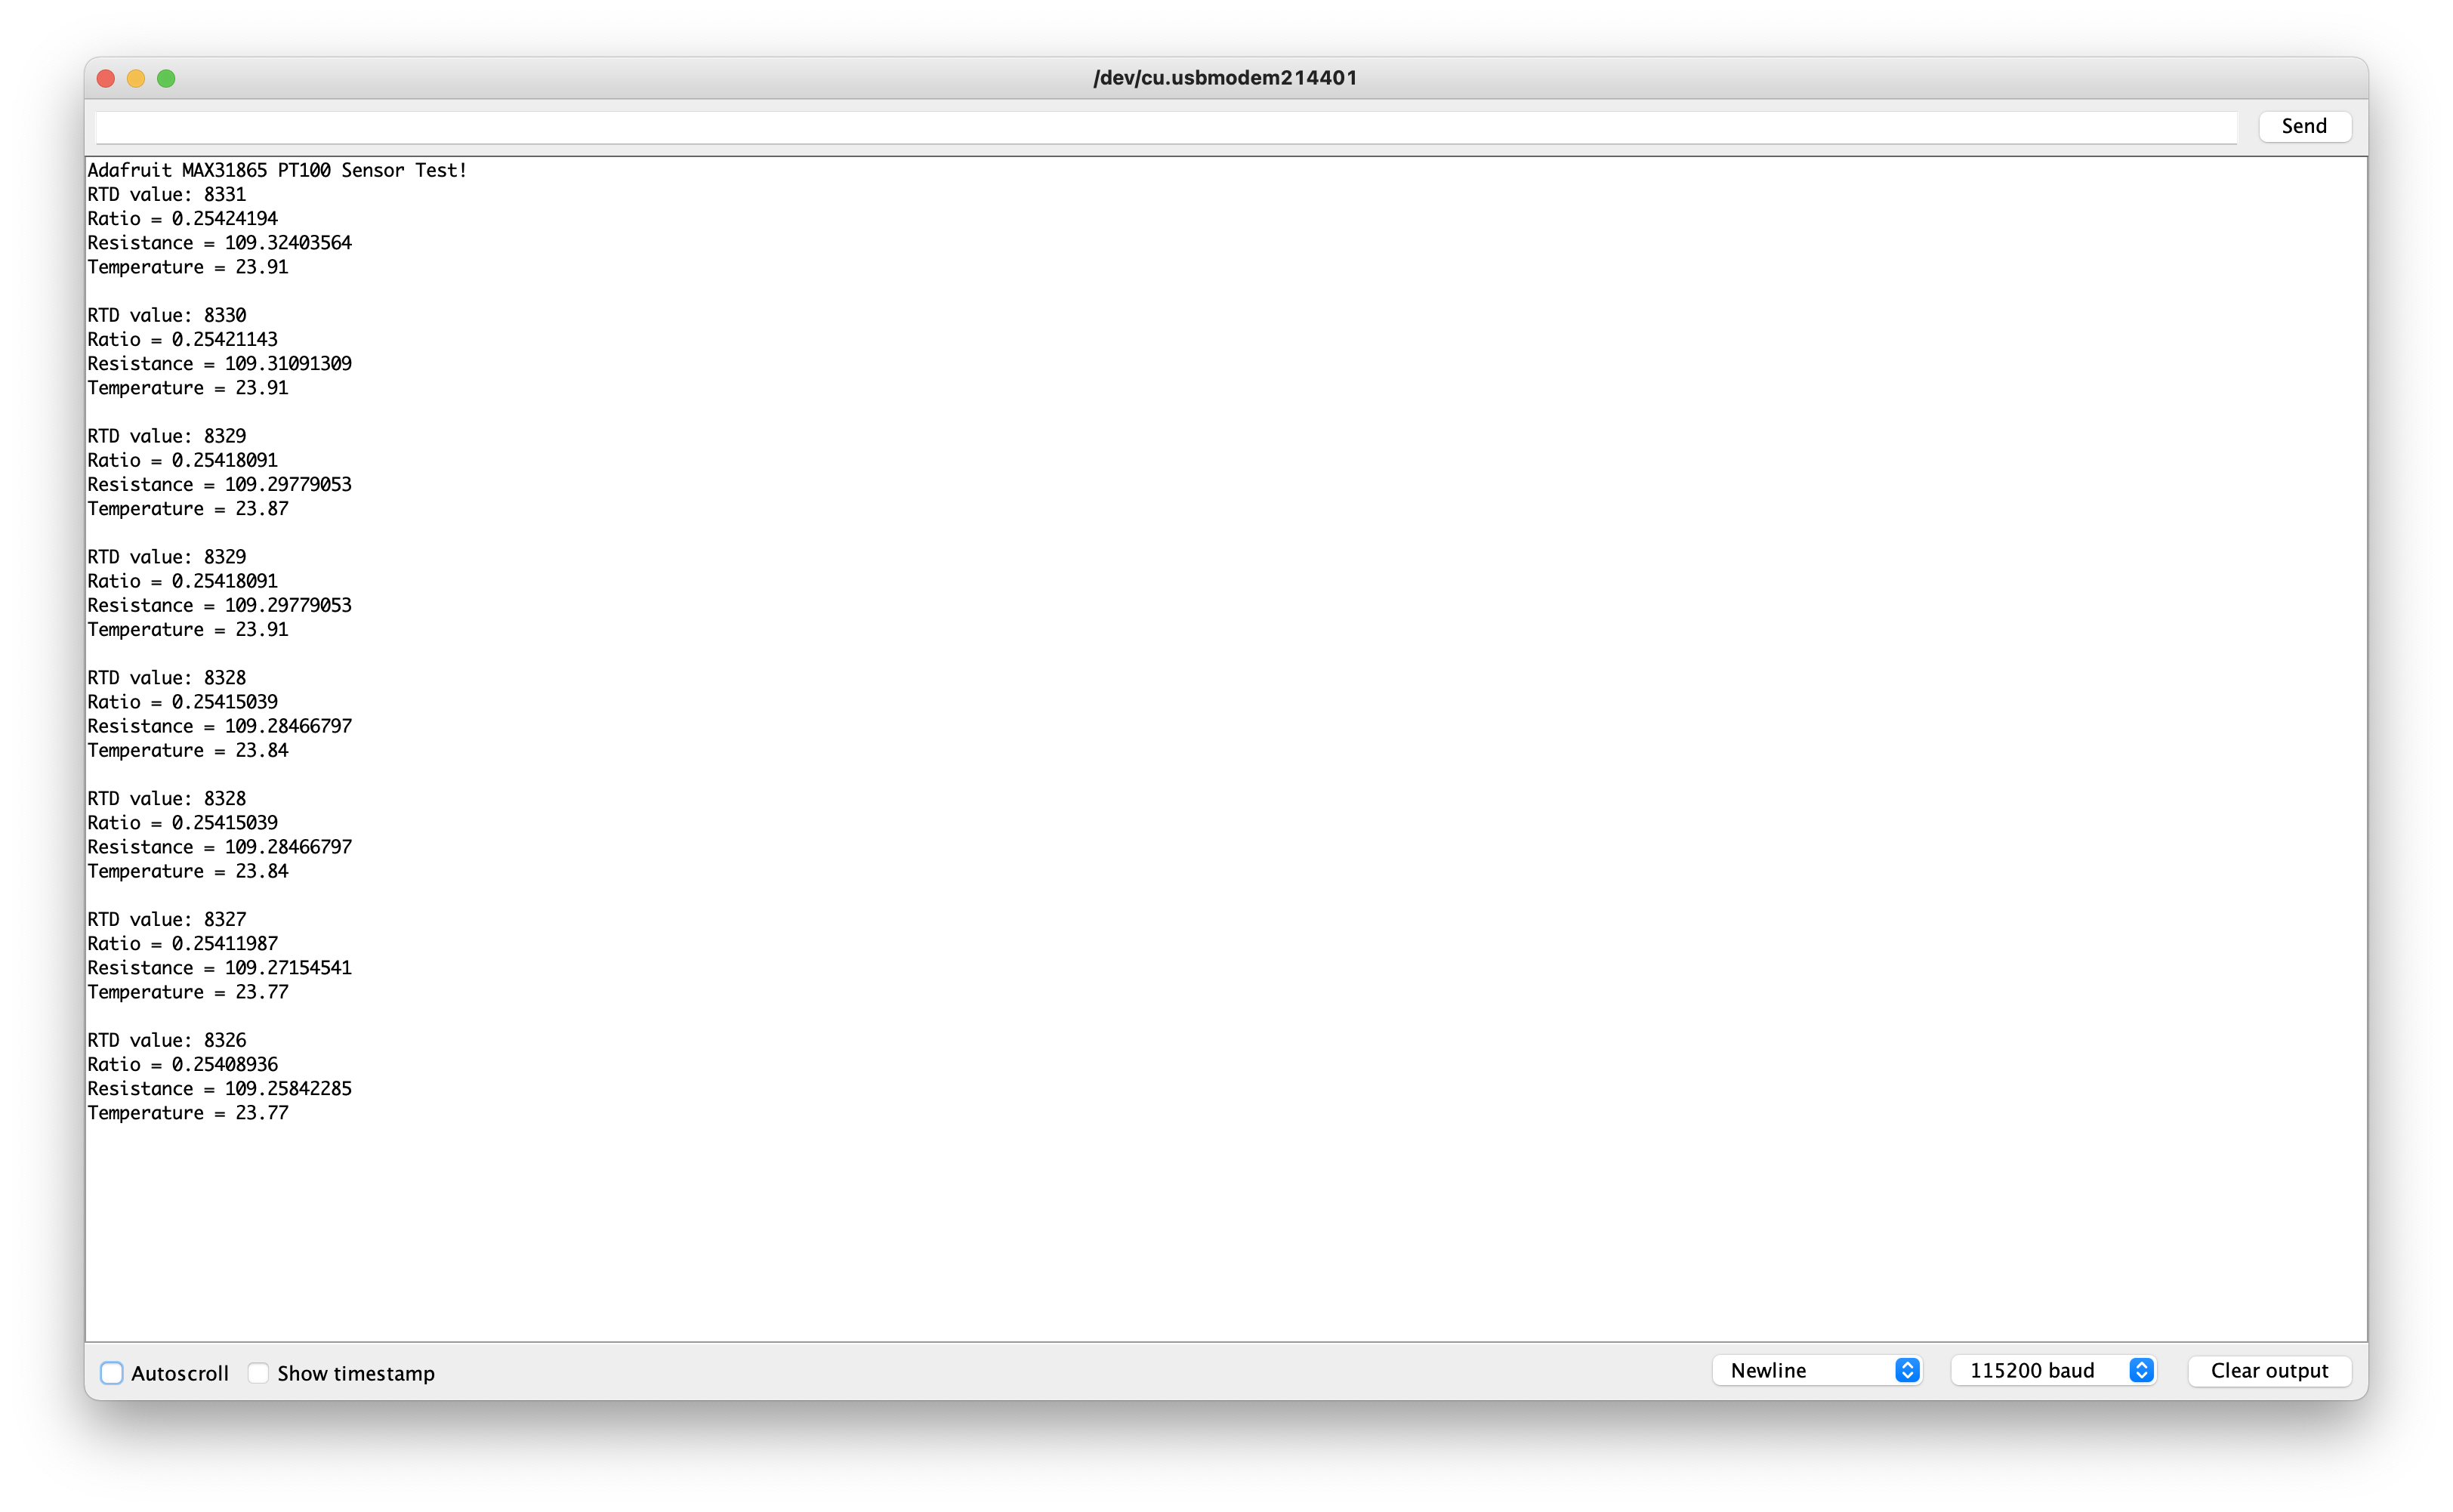 /dev/cu.usbmodem214401
Send
Adafruit MAX31865 PT100 Sensor Test!
RTD value: 8331
Ratio = 0.25424194
Resistance = 109.32403564
Temperature = 23.91
RTD value: 8330
Ratio = 0.25421143
Resistance = 109.31091309
Temperature = 23.91
RTD value: 8329
Ratio = 0.25418091
Resistance = 109.29779053
Temperature = 23.87
RTD value: 8329
Ratio = 0.25418091
Resistance = 109.29779053
Temperature = 23.91
RTD value: 8328
Ratio = 0.25415039
Resistance = 109.28466797
Temperature = 23.84
RTD value: 8328
Ratio = 0.25415039
Resistance = 109.28466797
Temperature = 23.84
RTD value: 8327
Ratio = 0.25411987
Resistance = 109.27154541
Temperature = 23.77
RTD value: 8326
Ratio = 0.25408936
Resistance = 109.25842285
Temperature = 23.77
Autoscroll Show timestamp Newline 115200 baud Clear output